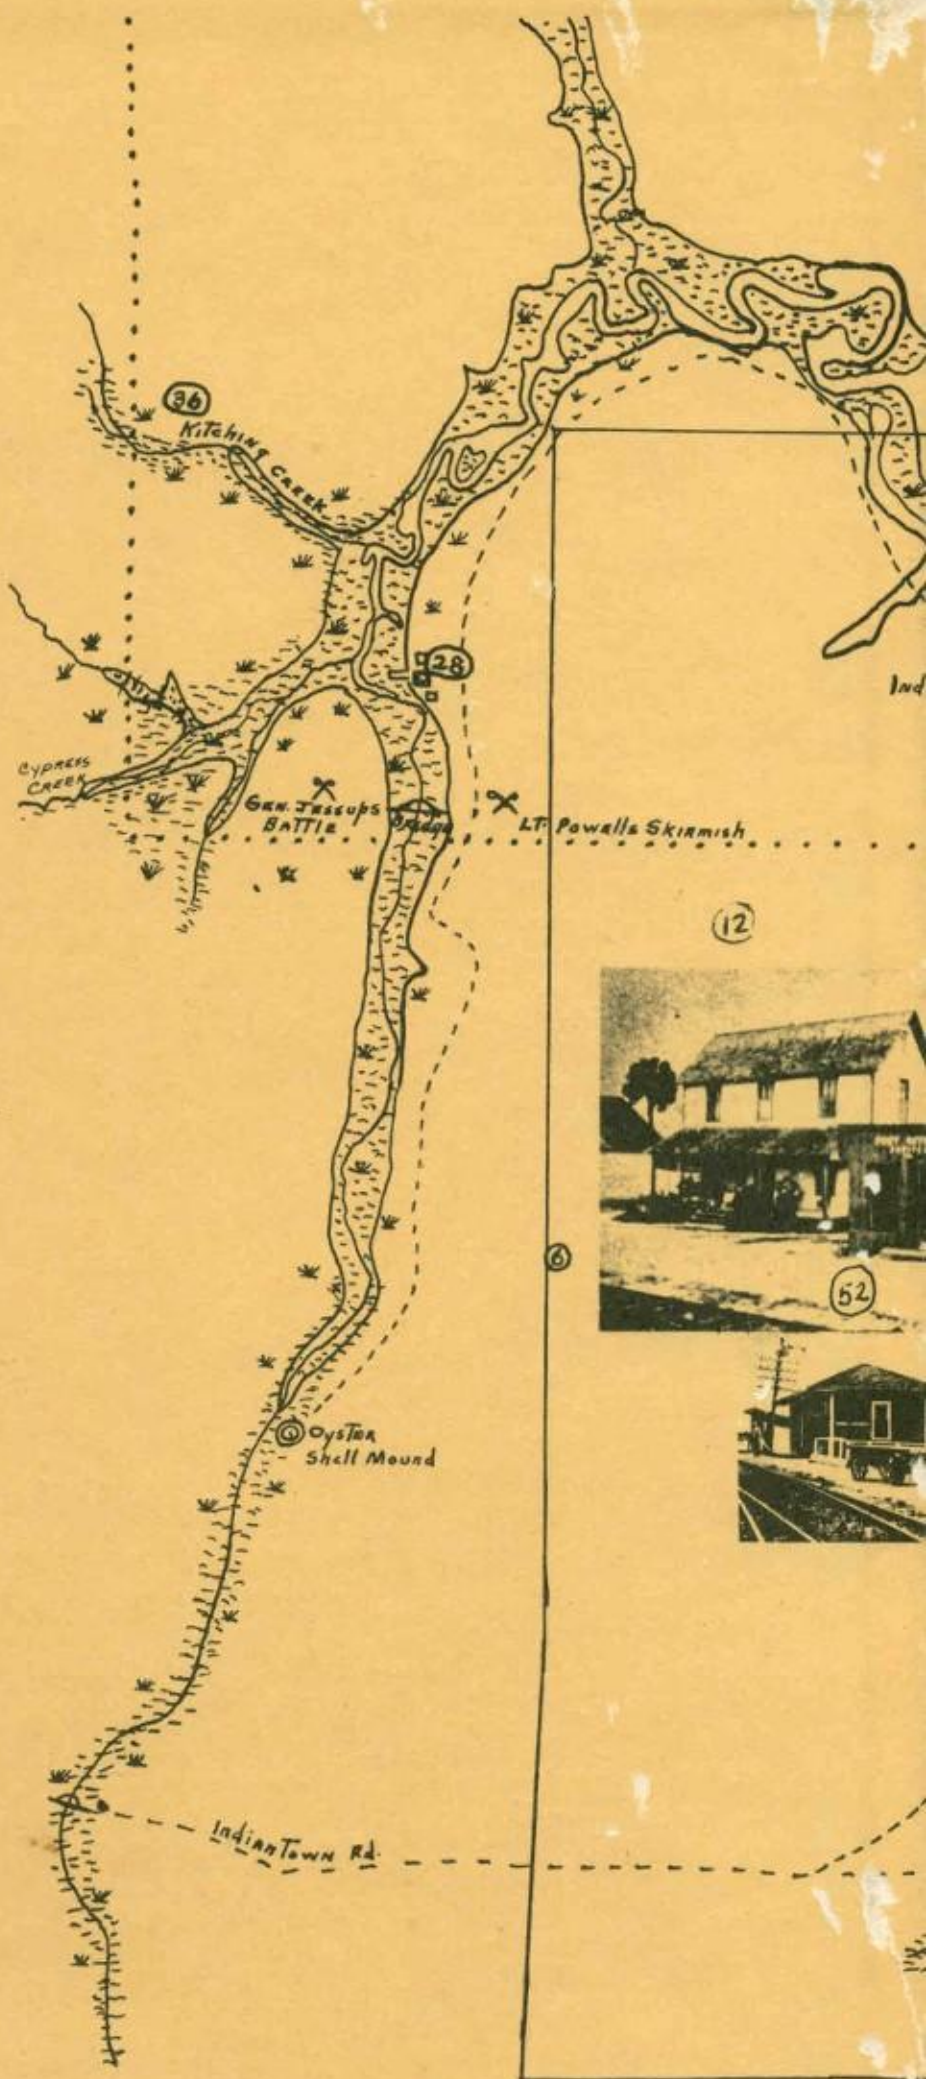 36
Kitching Creek
28
Ind
Cypress
Creek
Gen. Jessups
Battle
Bridge
Lt. Powells Skirmish
12
6
52
Oyster
Shell Mound
IndianTown Rd.